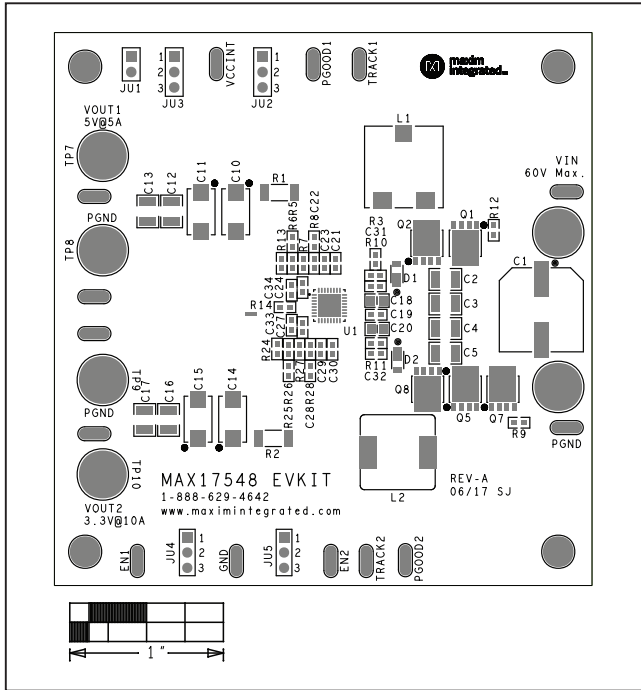 JU1
1
2
3
JU3
VCCINT
1
2
3
JU2
PGOOD1
TRACK1
maxim
integrated™
VOUT1
5V@5A
TP7
C13
C12
C11
C10
R1
L1
VIN
60V Max.
PGND
TP8
R13
R6
R5
R7
R8
C22
C23
C21
R3
C31
R10
Q2
Q1
R12
C1
C34
C24
R14
C33
C27
U1
D1
C18
C19
C20
C2
C3
C4
C5
R24
R27
C29
C30
D2
R11
C32
R25
R26
C28
R28
Q8
Q5
Q7
R9
PGND
TP9
PGND
C17
C16
C15
C14
R2
TP10
VOUT2
3.3V@10A
MAX17548 EVKIT
1-888-629-4642
www.maximintegrated.com
L2
REV-A
06/17 SJ
EN1
JU4
1
2
3
GND
JU5
1
2
3
EN2
TRACK2
PGOOD2
1"